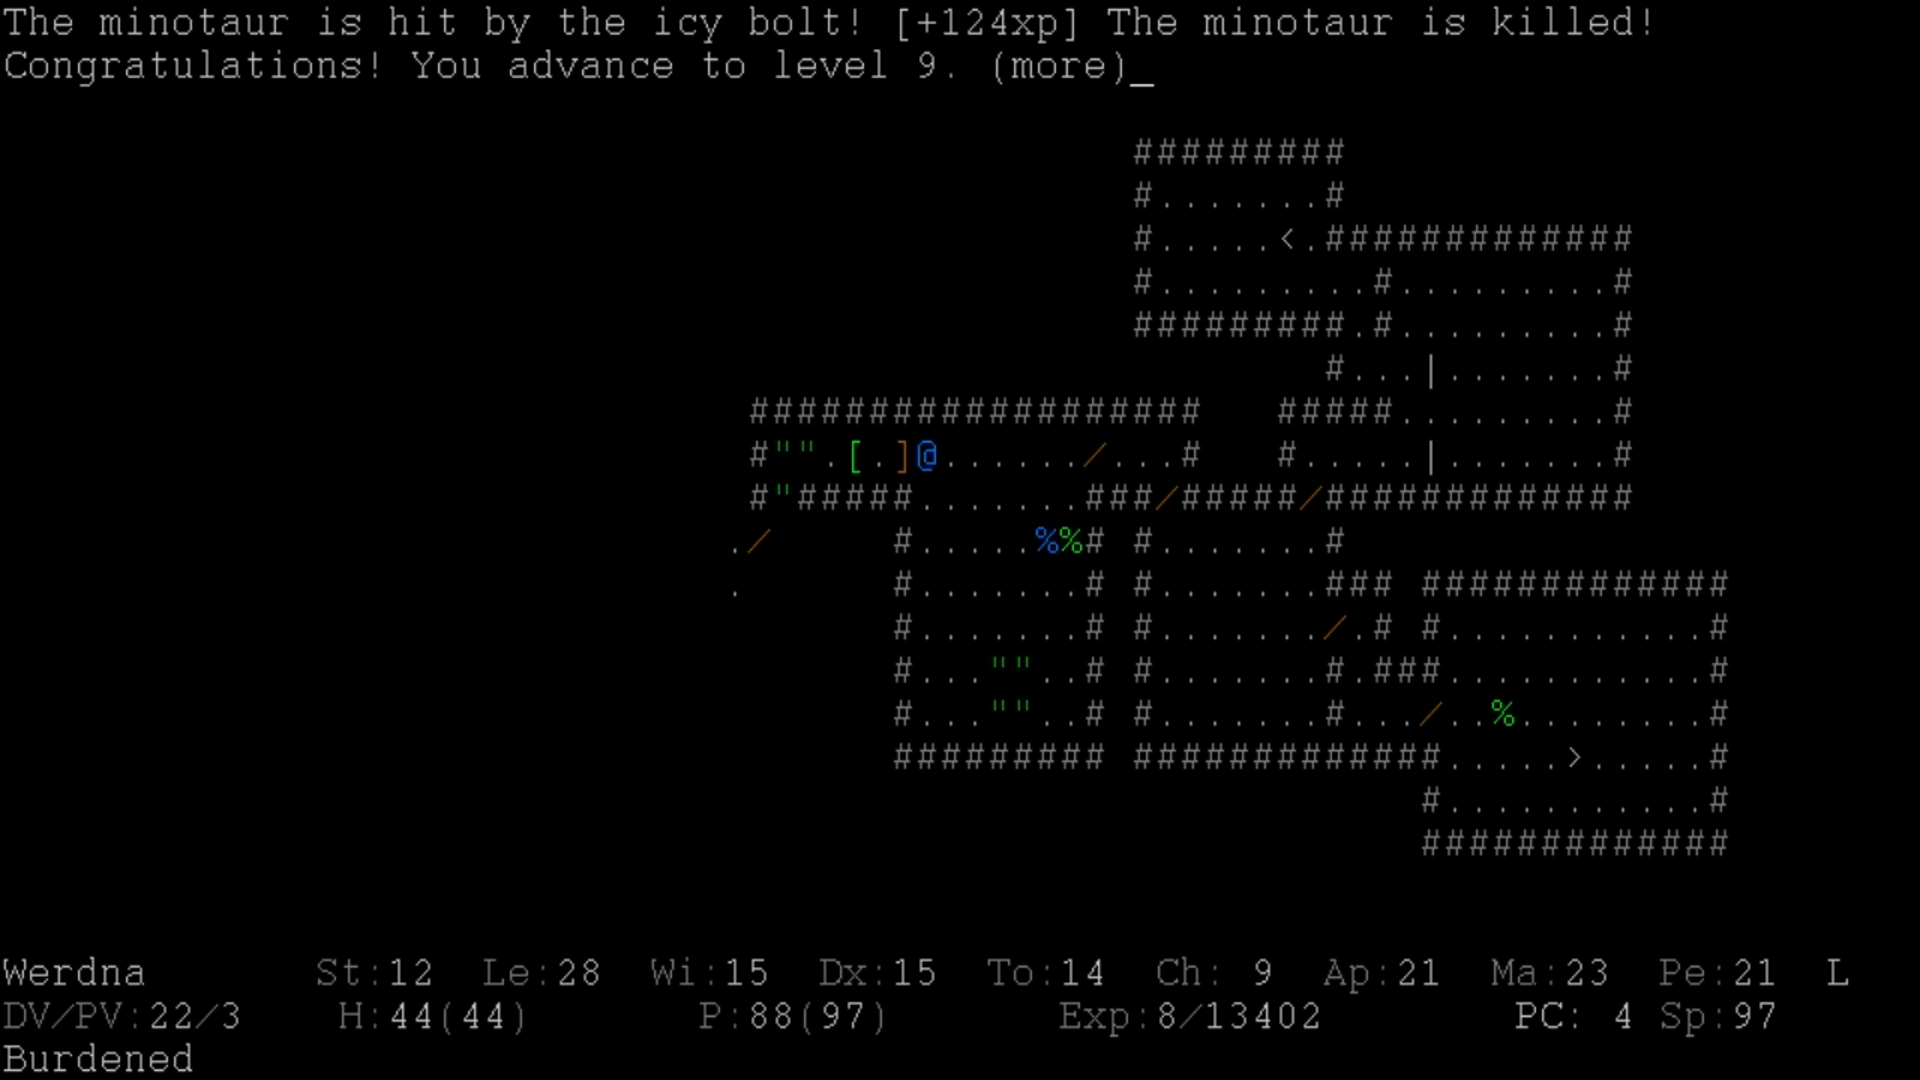 The minotaur is hit by the icy bolt! [+124xp] The minotaur is killed!
Congratulations! You advance to level 9. (more)_
#########
#.......#
#.....<.#############
#.........#.........#
#########.#.........#
#...|.......#
################### #####.........#
#"".[.]@....../...# #.....|.......#
#"#####.......###/#####/#############
./ #.....%%# #.......#
. #.......# #.......### #############
#.......# #......./.# #...........#
#...""..# #.......#.###...........#
#...""..# #.......#.../..%........#
######### #############.....>.....#
#...........#
#############
Werdna St:12 Le:28 Wi:15 Dx:15 To:14 Ch: 9 Ap:21 Ma:23 Pe:21 L
DV/PV:22/3 H:44(44) P:88(97) Exp:8/13402 PC: 4 Sp:97
Burdened